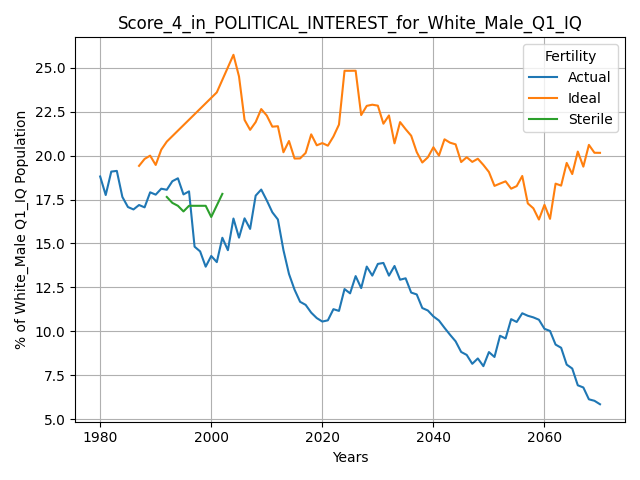 Score_4_in_POLITICAL_INTEREST_for_White_Male_Q1_IQ
Fertility
Actual
Ideal
Sterile
% of White_Male Q1_IQ Population
25.0
22.5
20.0
17.5
15.0
12.5
10.0
7.5
5.0
1980
2000
2020
2040
2060
Years